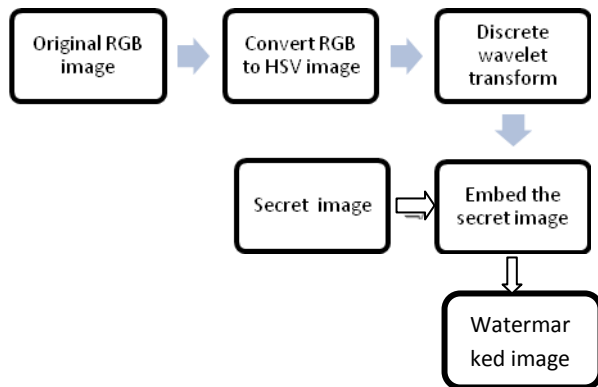 Original RGB
image
Convert RGB
to HSV image
Discrete
wavelet
transform
Secret image
Embed the
secret image
Watermar
ked image